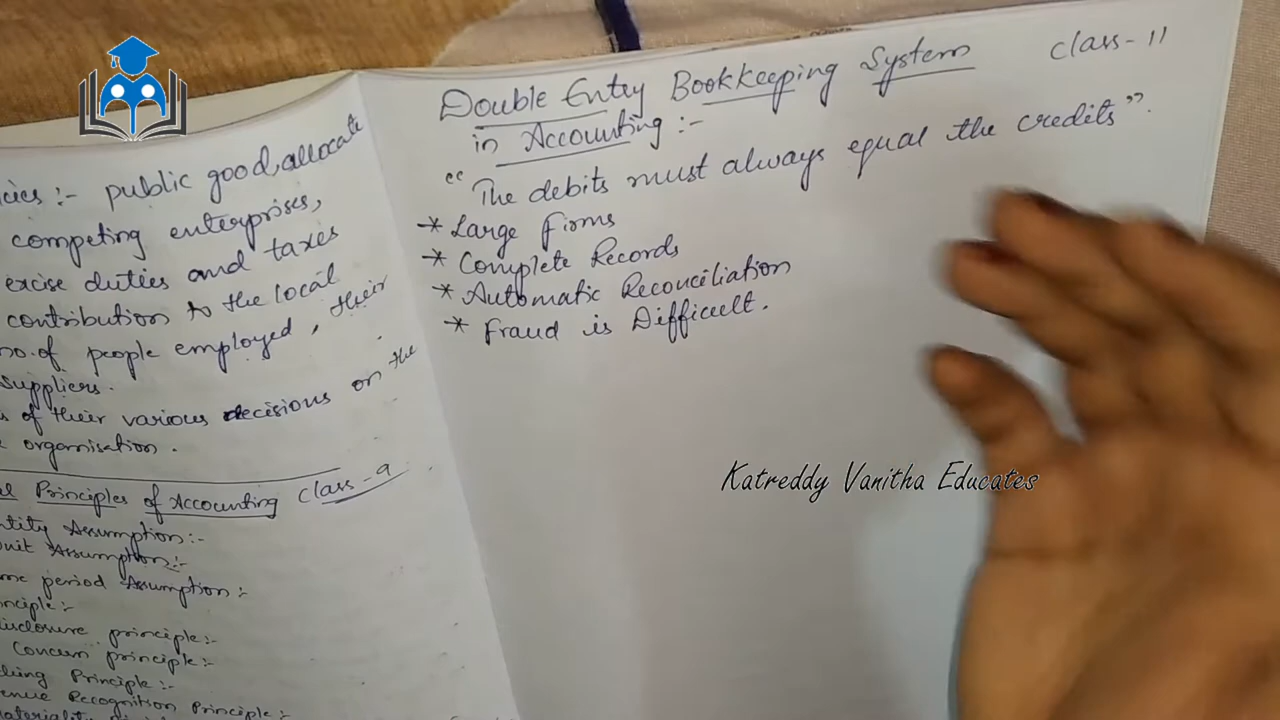 cies :- public good, allocate
competing enterprises,
excise duties and taxes
contribution to the local
no. of people employed, their
suppliers.
of their various decisions on the
organisation.
Principles of Accounting Class-9
Assumption:-
Assumption:-
period Assumption:-
Disclosure principle:-
Concern principle:-
Principle:-
Recognition Principle:-
Double Entry Bookkeeping System Class-11
in Accounting :-
"The debits must always equal the credits".
* Large Firms
* Complete Records
* Automatic Reconciliation
* Fraud is Difficult.
Katreddy Vanitha Educates